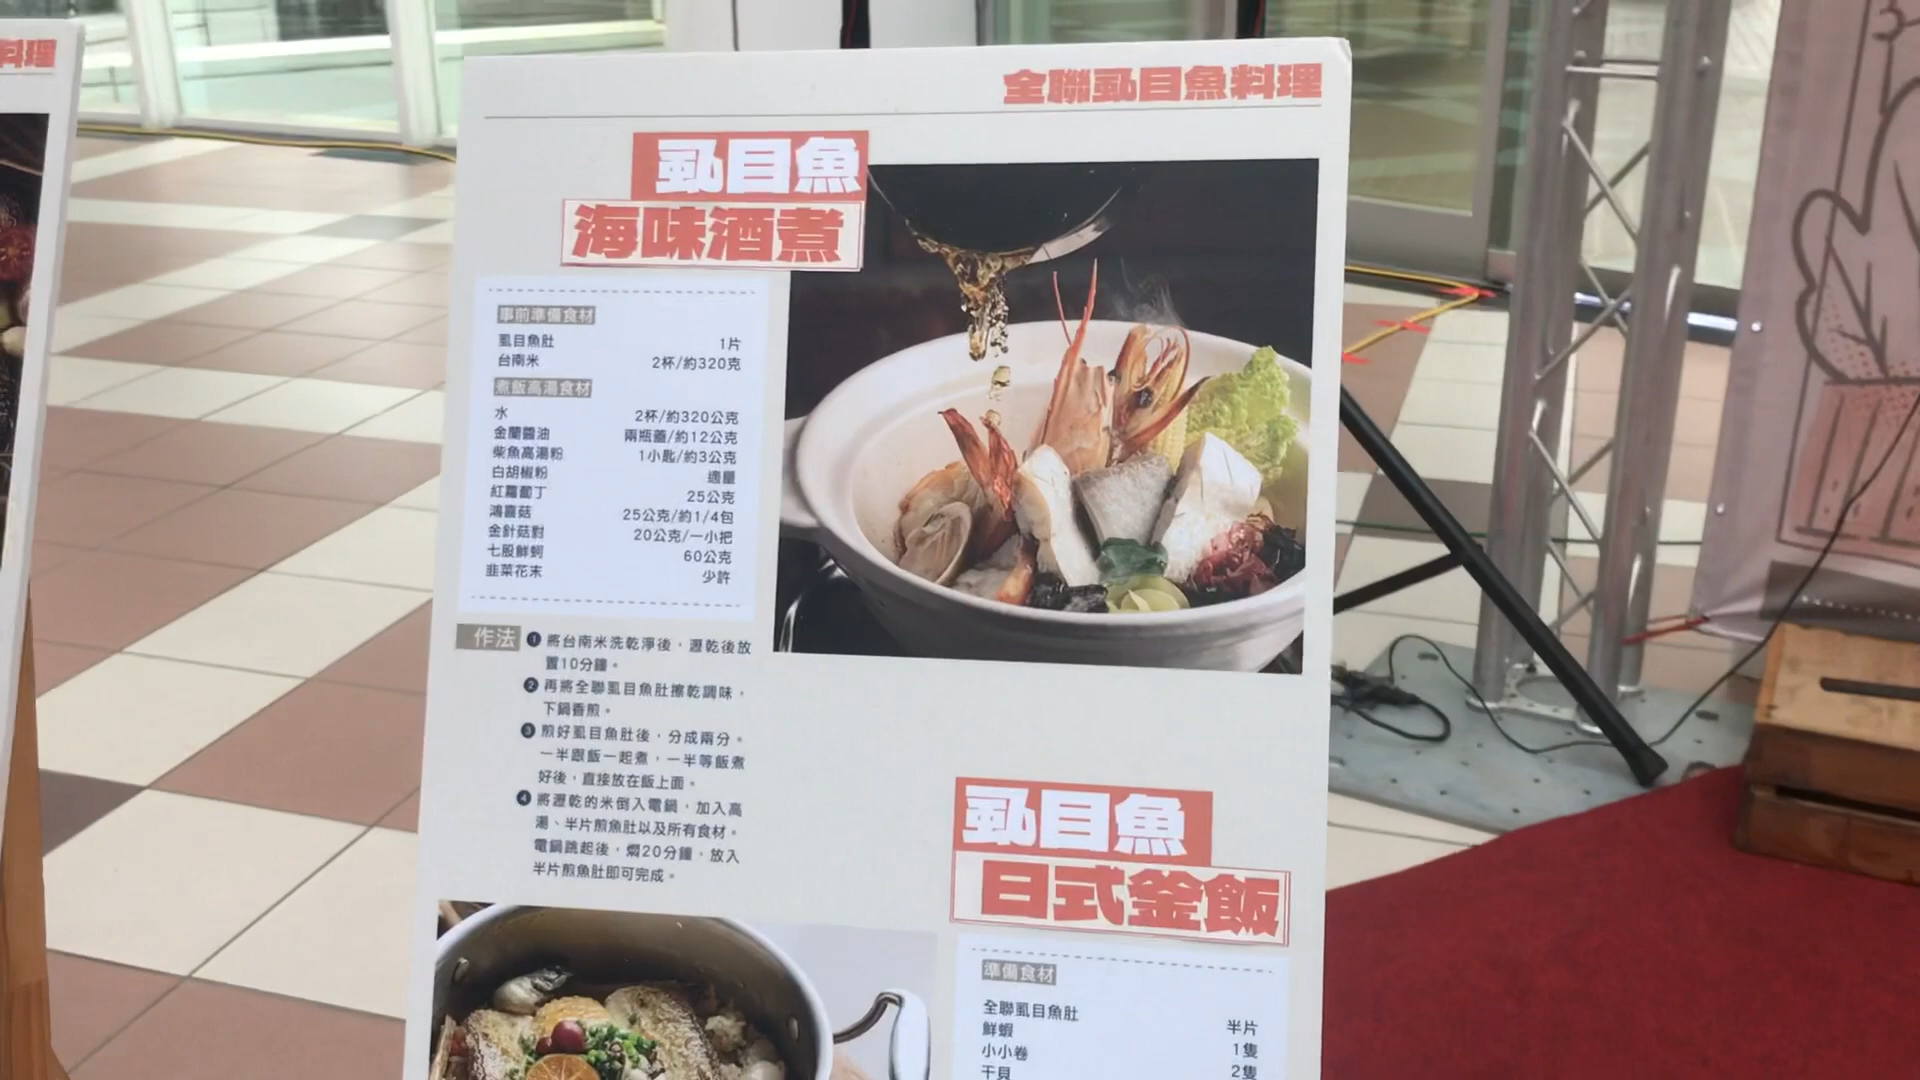 料理
全聯虱目魚料理
虱目魚
海味酒煮
事前準備食材
虱目魚肚 1片
台南米 2杯/約320克
煮飯高湯食材
水 2杯/約320公克
金蘭醬油 兩瓶蓋/約12公克
柴魚高湯粉 1小匙/約3公克
白胡椒粉 適量
紅蘿蔔丁 25公克
鴻喜菇 25公克/約1/4包
金針菇對 20公克/一小把
七股鮮蚵 60公克
韭菜花末 少許
作法
1 將台南米洗乾淨後，瀝乾後放
置10分鐘。
2 再將全聯虱目魚肚擦乾調味，
下鍋香煎。
3 煎好虱目魚肚後，分成兩分。
一半跟飯一起煮，一半等飯煮
好後，直接放在飯上面。
4 將瀝乾的米倒入電鍋，加入高
湯、半片煎魚肚以及所有食材。
電鍋跳起後，燜20分鐘，放入
半片煎魚肚即可完成。
虱目魚
日式釜飯
準備食材
全聯虱目魚肚 半片
鮮蝦 1隻
小小卷 2隻
干貝